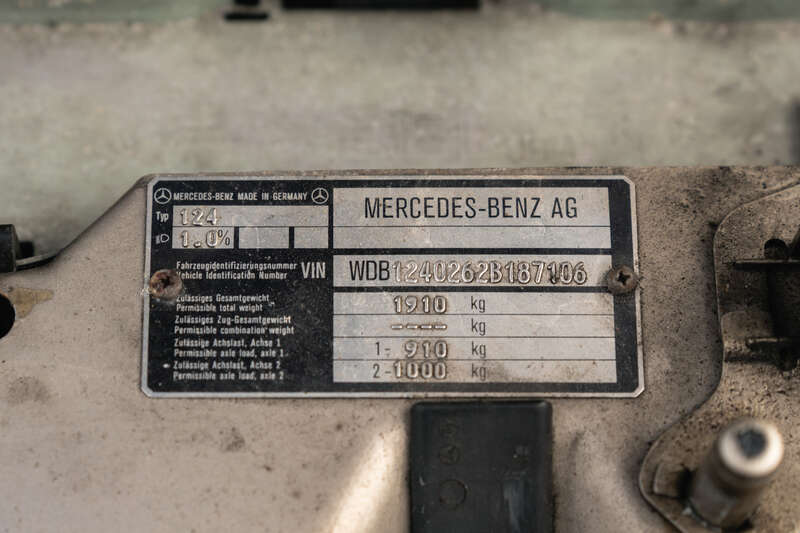 MERCEDES-BENZ MADE IN GERMANY
MERCEDES-BENZ AG
Typ 124
1.0%
Fahrzeugidentifizierungsnummer
Vehicle Identification Number
VIN
WDB1240262B187106
Zulässiges Gesamtgewicht
Permissible total weight
1910 kg
Zulässiges Zug-Gesamtgewicht
Permissible combination weight
---- kg
Zulässige Achslast, Achse 1
Permissible axle load, axle 1
1- 910 kg
Zulässige Achslast, Achse 2
Permissible axle load, axle 2
2-1000 kg